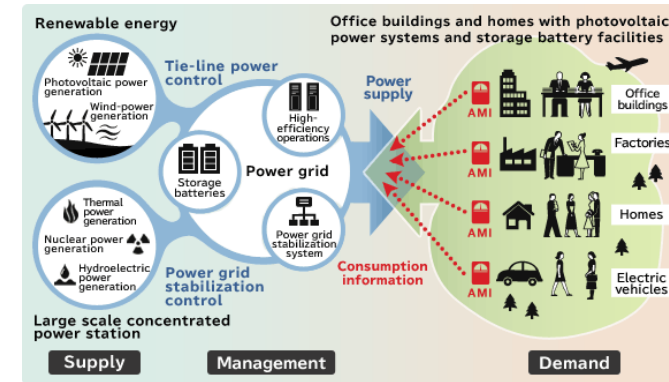 Renewable energy
Photovoltaic power
generation
Wind-power
generation
Tie-line power
control
High-
efficiency
operations
Storage
batteries
Power grid
Power grid
stabilization
system
Thermal
power
generation
Nuclear power
generation
Hydroelectric
power
generation
Large scale concentrated
power station
Power grid
stabilization
control
Power
supply
Consumption
information
Office buildings and homes with photovoltaic
power systems and storage battery facilities
AMI
Office
buildings
AMI
Factories
AMI
Homes
AMI
Electric
vehicles
Supply
Management
Demand